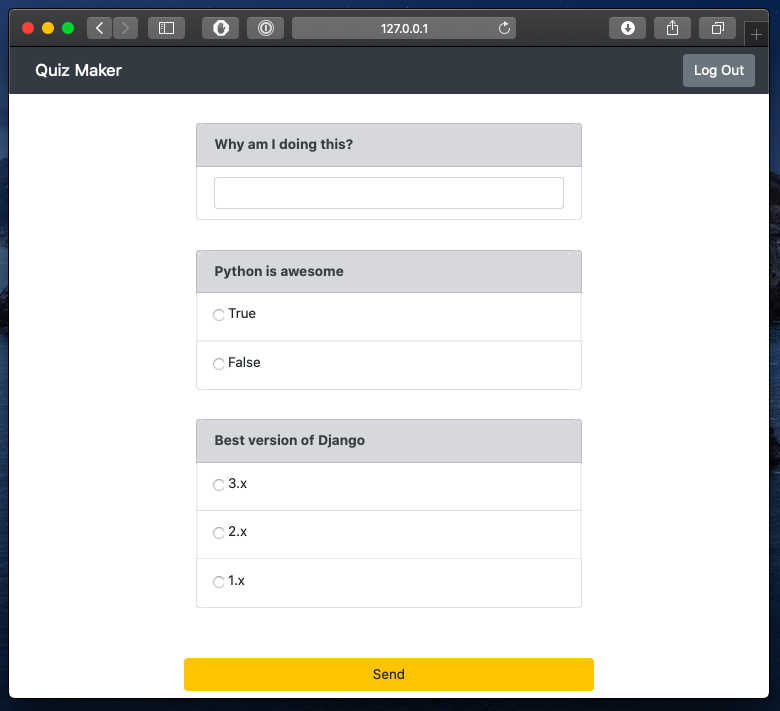 127.0.0.1
Quiz Maker
Log Out
Why am I doing this?
Python is awesome
True
False
Best version of Django
3.x
2.x
1.x
Send